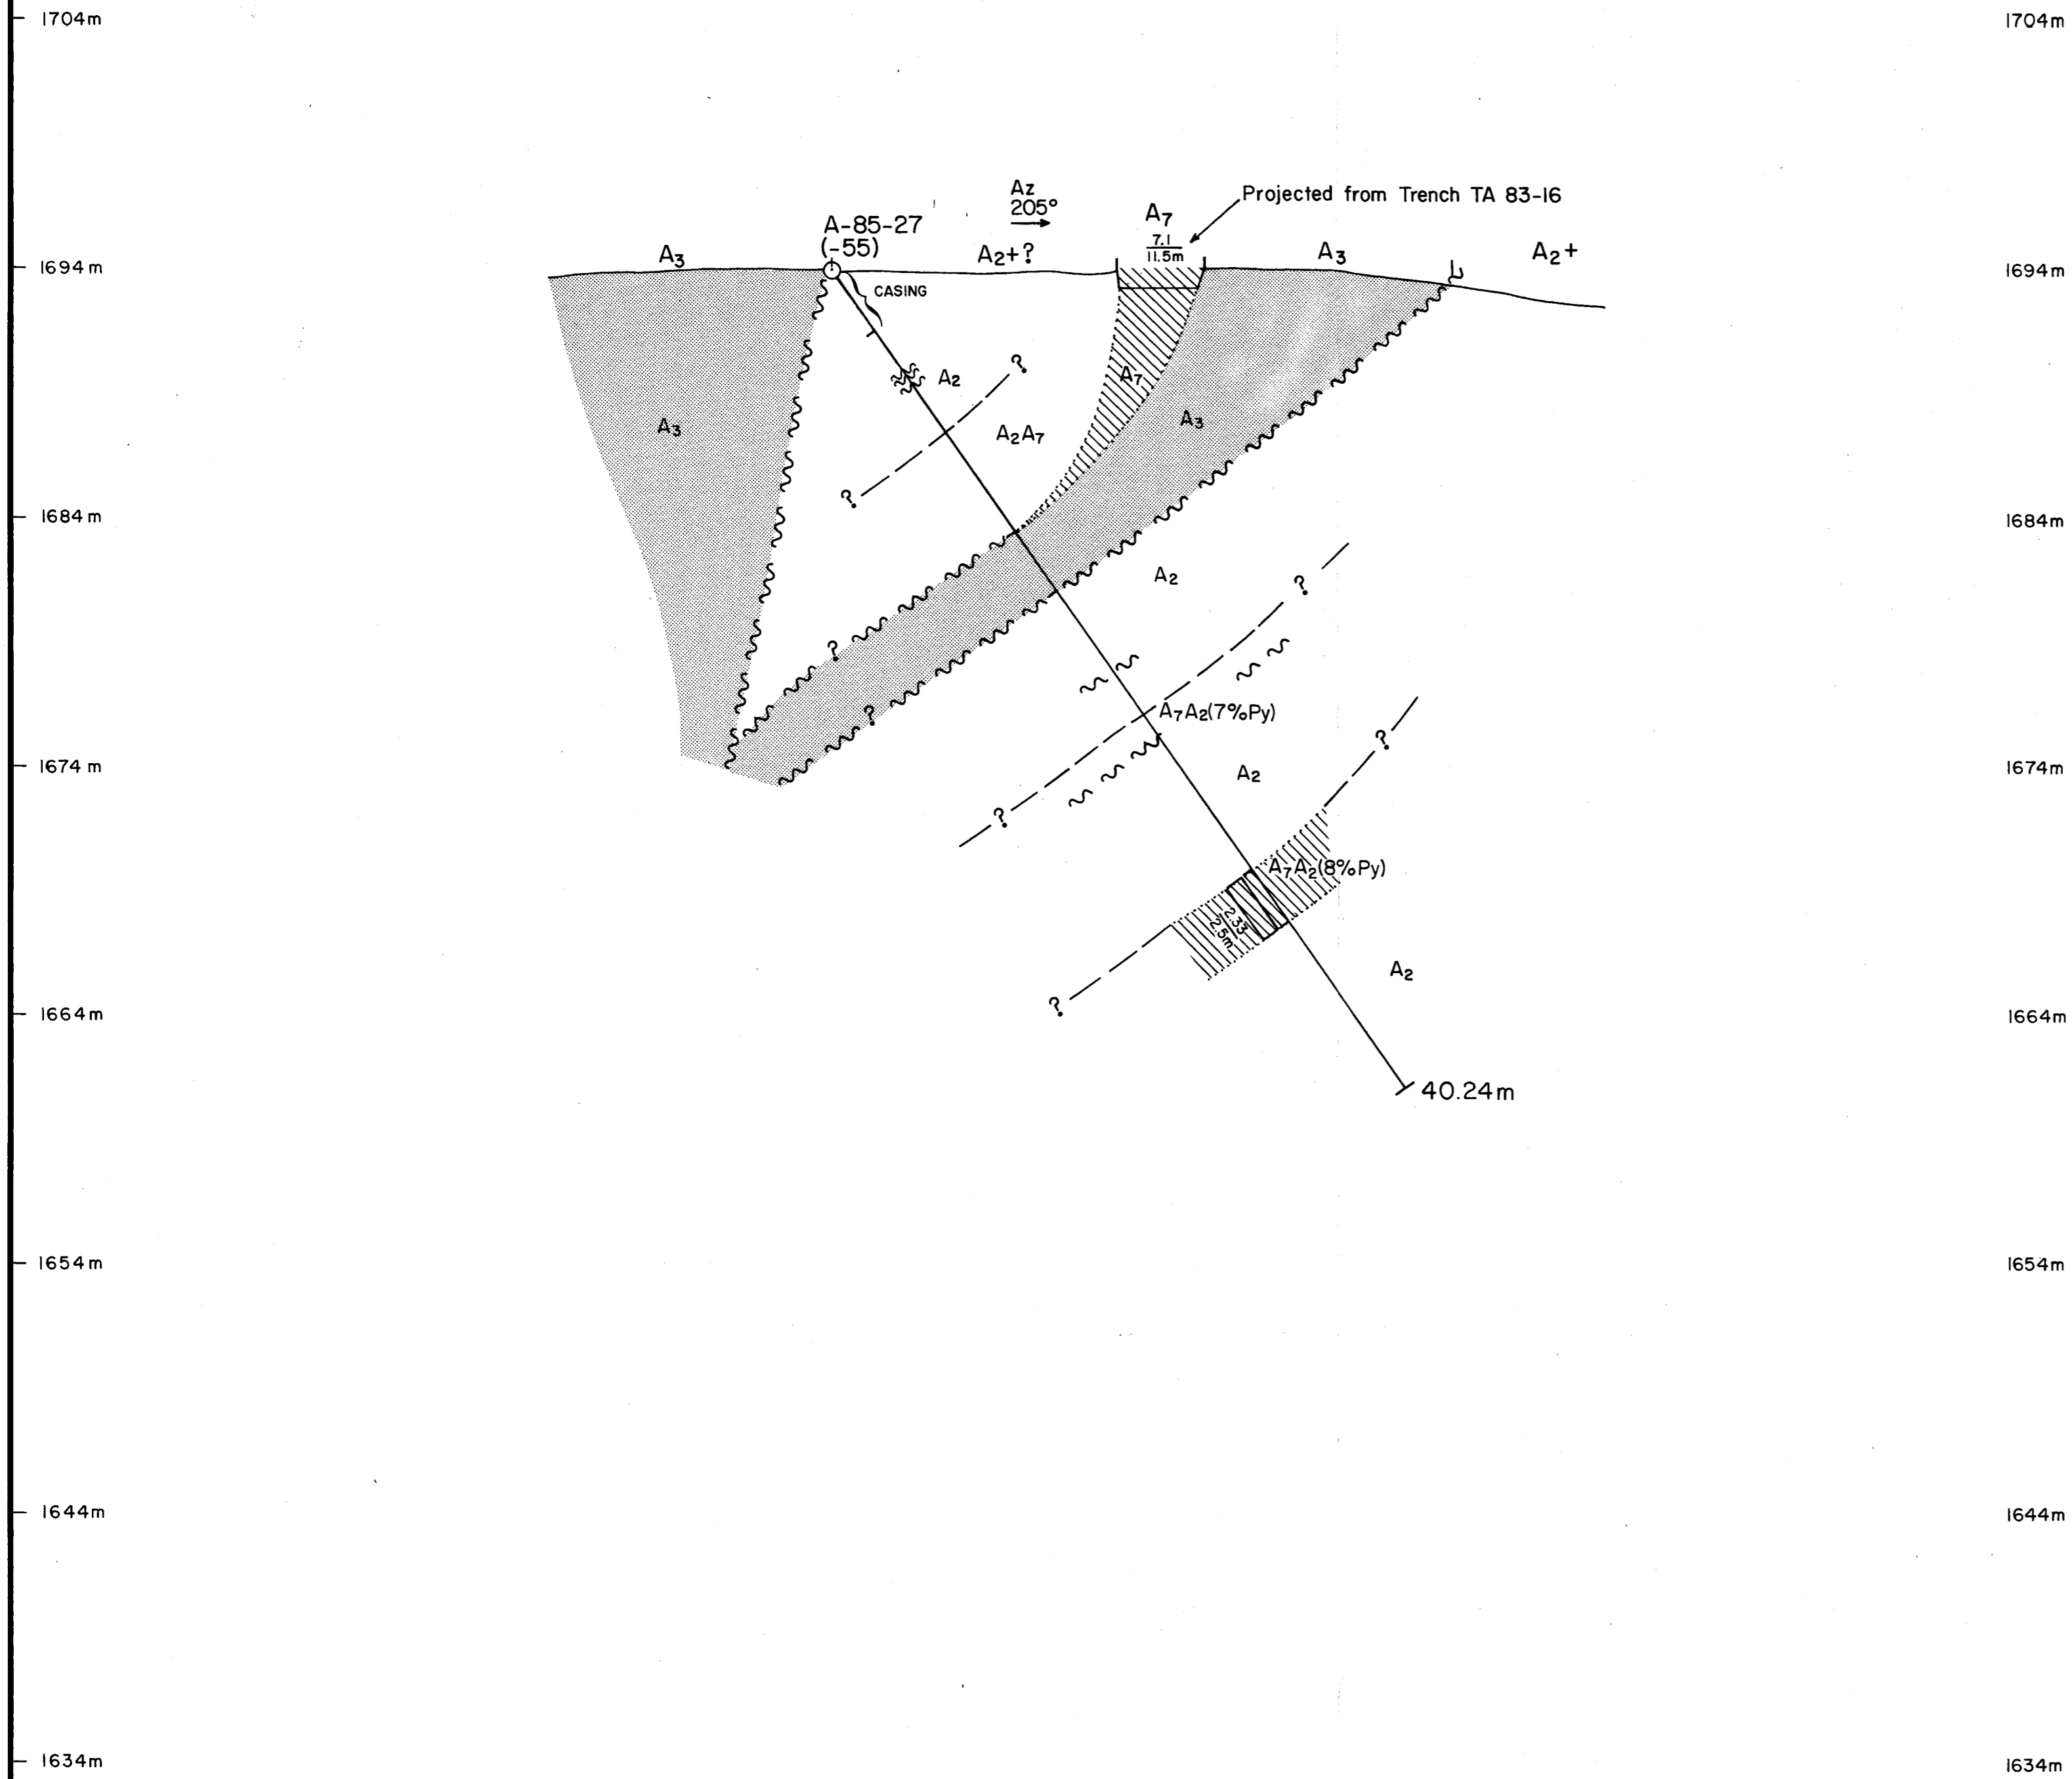 1704m
1704m
Az
205°
Projected from Trench TA 83-16
A-85-27
(-55)
A7
7.1
11.5m
A3
A2+?
A3
A2+
1694m
1694m
CASING
?
A2
A7
A3
A3
A2A7
?
1684m
1684m
A2
?
?
?
A7A2(7%Py)
?
1674m
1674m
A2
?
A7A2(8%Py)
2.33
2.5m
A2
?
1664m
1664m
40.24m
1654m
1654m
1644m
1644m
1634m
1634m